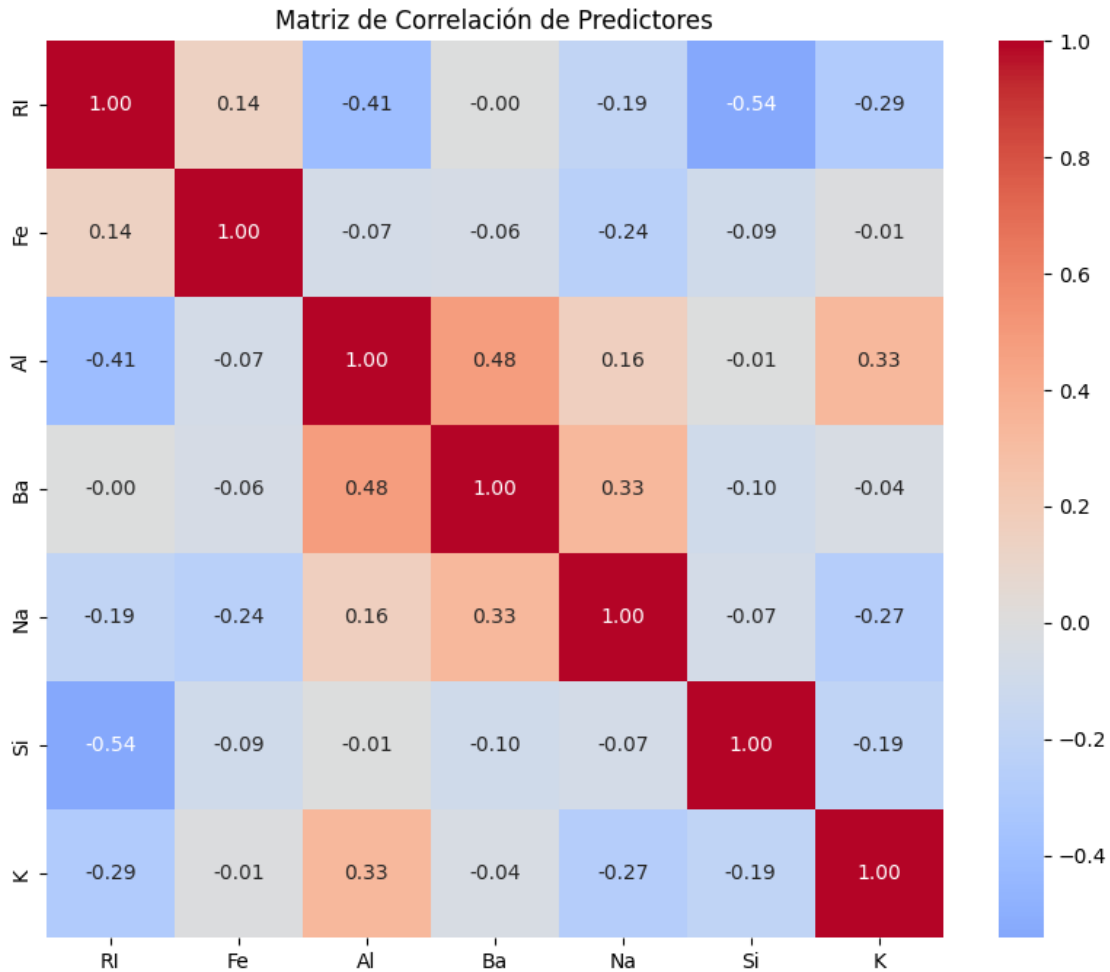 Matriz de Correlación de Predictores
RI 1.00 0.14 -0.41 -0.00 -0.19 -0.54 -0.29
Fe 0.14 1.00 -0.07 -0.06 -0.24 -0.09 -0.01
Al -0.41 -0.07 1.00 0.48 0.16 -0.01 0.33
Ba -0.00 -0.06 0.48 1.00 0.33 -0.10 -0.04
Na -0.19 -0.24 0.16 0.33 1.00 -0.07 -0.27
Si -0.54 -0.09 -0.01 -0.10 -0.07 1.00 -0.19
K -0.29 -0.01 0.33 -0.04 -0.27 -0.19 1.00
RI Fe Al Ba Na Si K
1.0
0.8
0.6
0.4
0.2
0.0
−0.2
−0.4